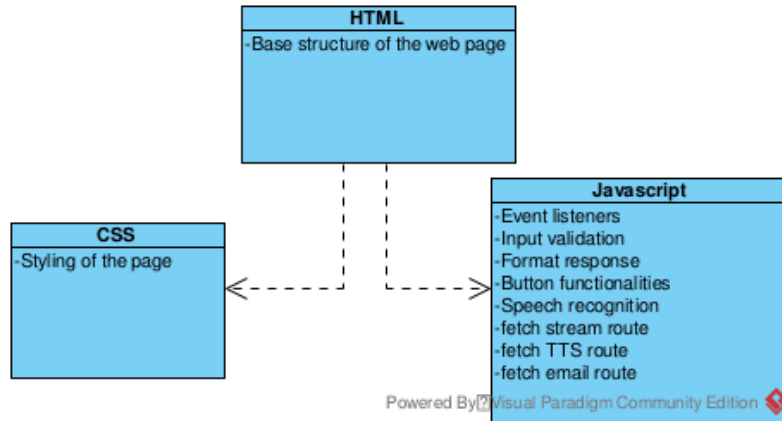 HTML
-Base structure of the web page
CSS
-Styling of the page
Javascript
-Event listeners
-Input validation
-Format response
-Button functionalities
-Speech recognition
-fetch stream route
-fetch TTS route
-fetch email route
Powered By Visual Paradigm Community Edition